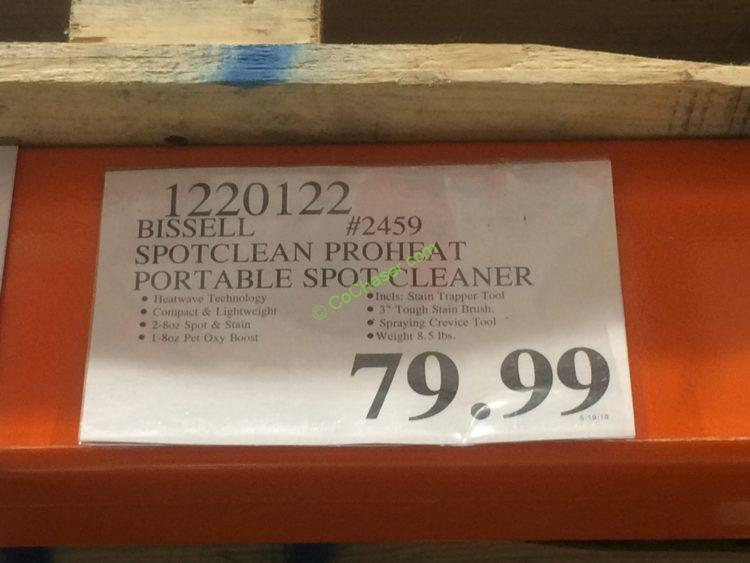 1220122
BISSELL #2459
SPOTCLEAN PROHEAT
PORTABLE SPOT CLEANER
• Heatwave Technology
• Compact & Lightweight
• 2-8oz Spot & Stain
• 1-8oz Pet Oxy Boost
• Incls: Stain Trapper Tool
• 3" Tough Stain Brush,
• Spraying Crevice Tool
• Weight 8.5 lbs.
79.99
© CoChaser.com